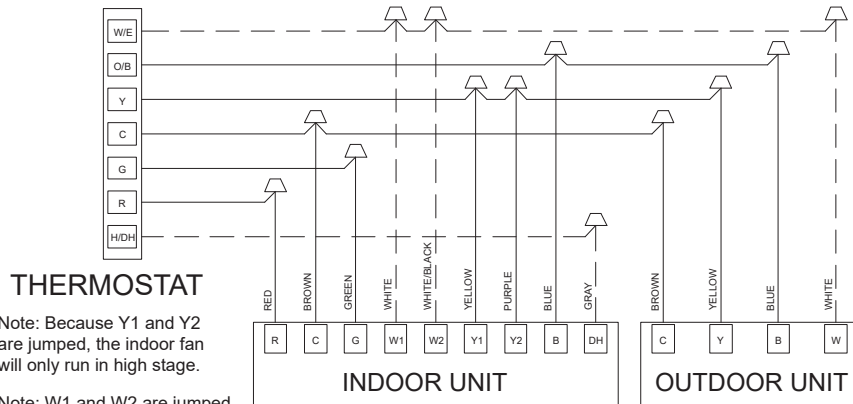 W/E
O/B
Y
C
G
R
H/DH
THERMOSTAT
Note: Because Y1 and Y2
are jumped, the indoor fan
will only run in high stage.
Note: W1 and W2 are jumped
RED
BROWN
GREEN
WHITE
WHITE/BLACK
YELLOW
PURPLE
BLUE
GRAY
R C G W1 W2 Y1 Y2 B DH
INDOOR UNIT
BROWN
YELLOW
BLUE
WHITE
C Y B W
OUTDOOR UNIT